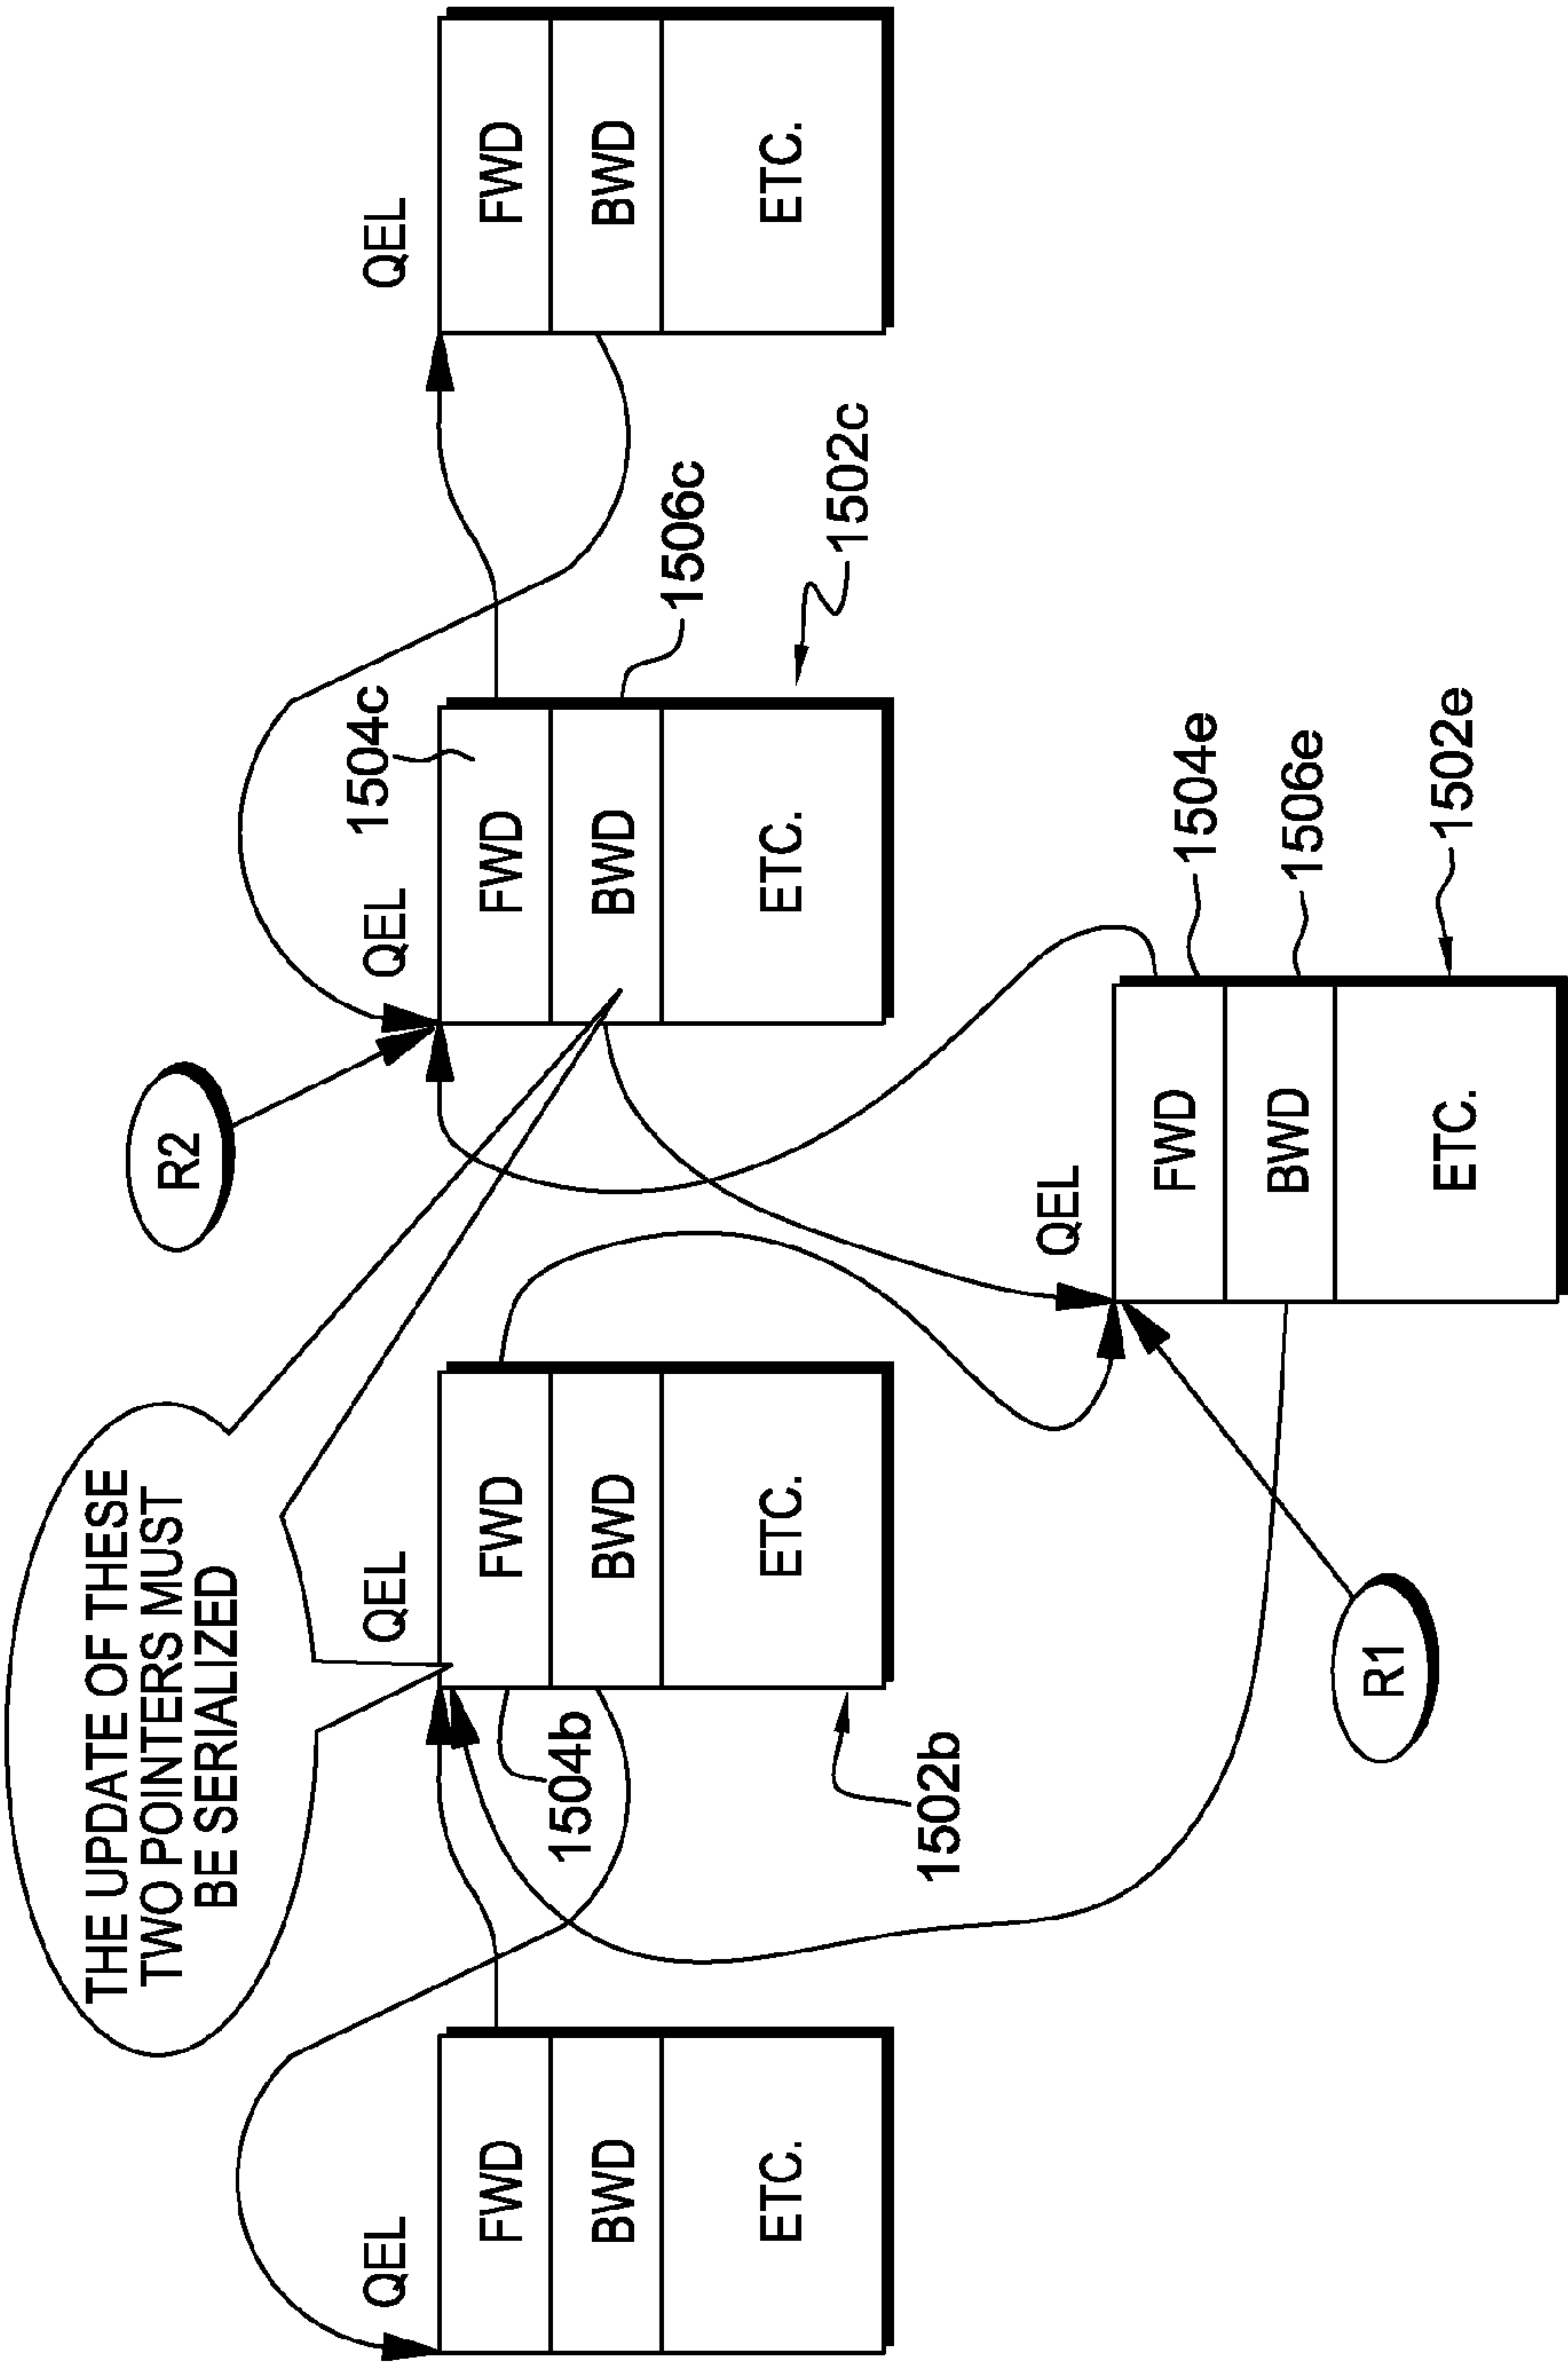 THE UPDATE OF THESE
TWO POINTERS MUST
BE SERIALIZED
R2
QEL
FWD
BWD
ETC.
QEL
FWD
BWD
ETC.
1504b
1502b
QEL
1504c
FWD
BWD
ETC.
1506c
1502c
QEL
FWD
BWD
ETC.
R1
QEL
FWD
BWD
ETC.
1504e
1506e
1502e